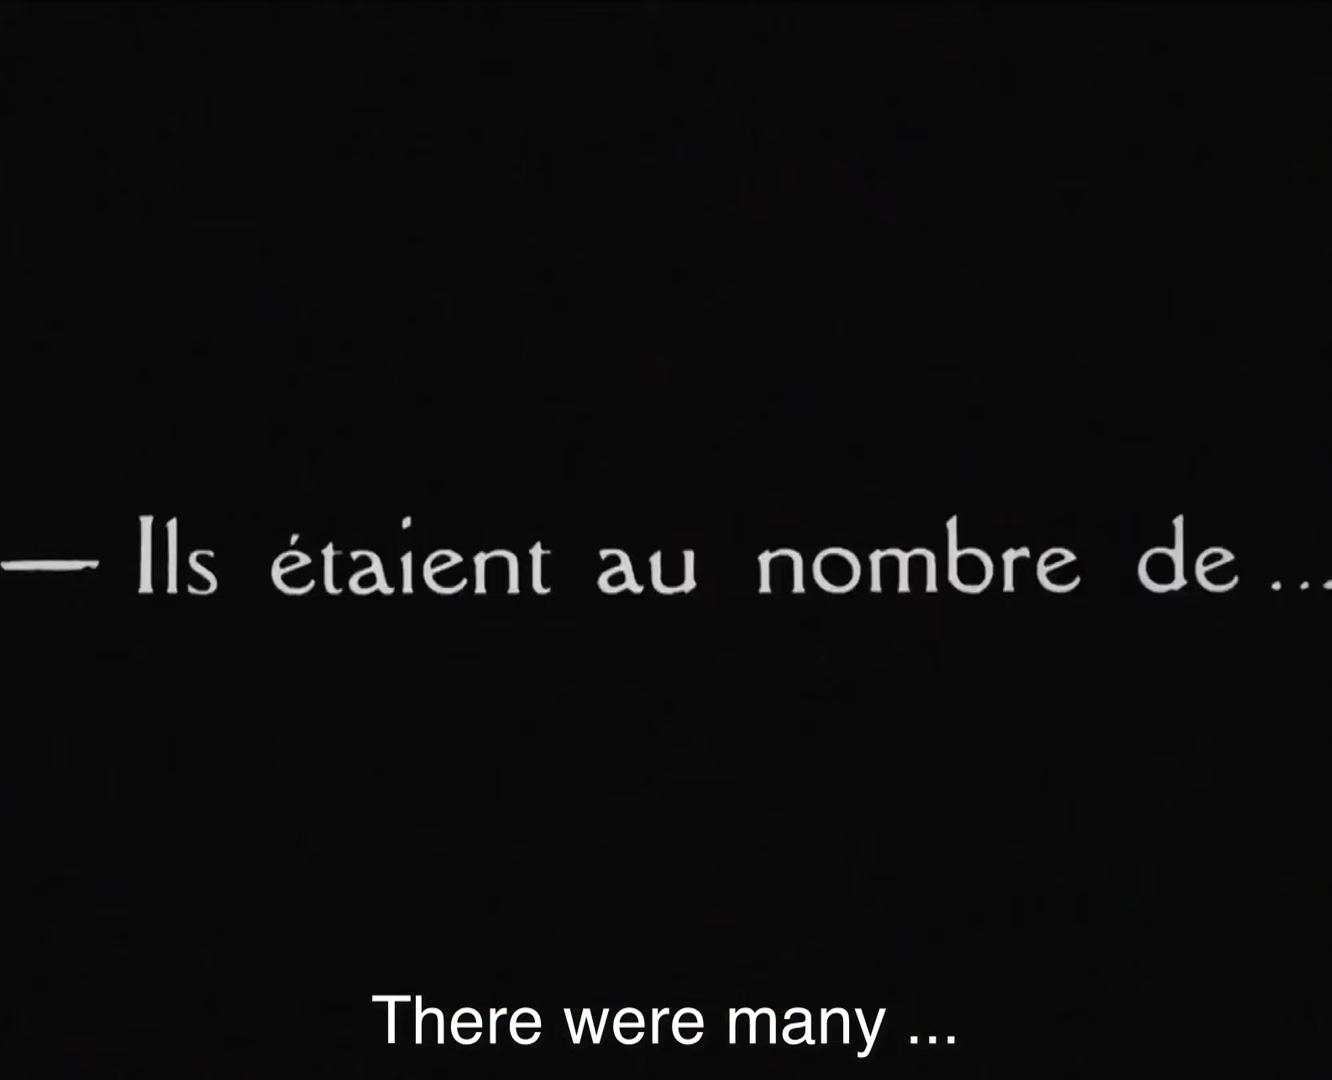 — Ils étaient au nombre de ...
There were many ...